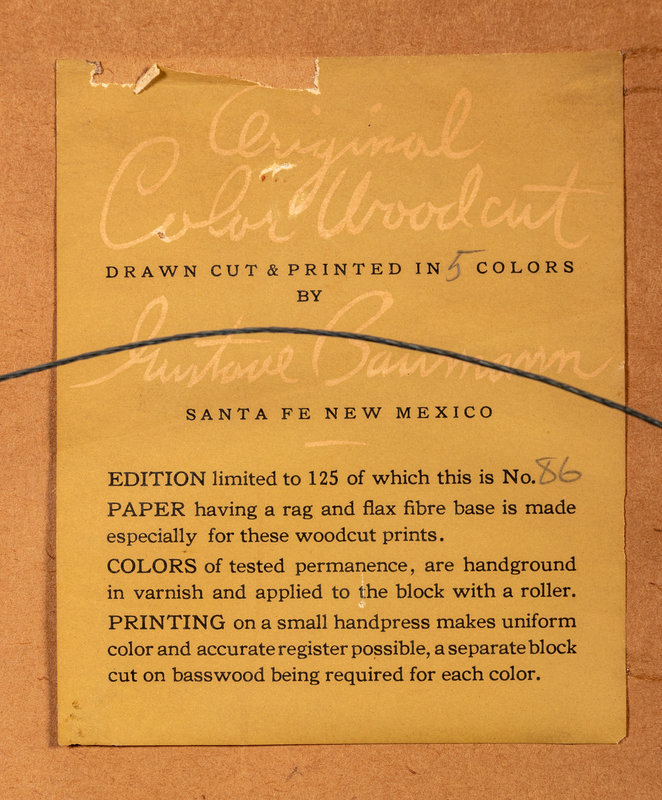 Original
Color Woodcut
DRAWN CUT & PRINTED IN 5 COLORS
BY
Gustave Baumann
SANTA FE NEW MEXICO
EDITION limited to 125 of which this is No. 86
PAPER having a rag and flax fibre base is made
especially for these woodcut prints.
COLORS of tested permanence, are handground
in varnish and applied to the block with a roller.
PRINTING on a small handpress makes uniform
color and accurate register possible, a separate block
cut on basswood being required for each color.